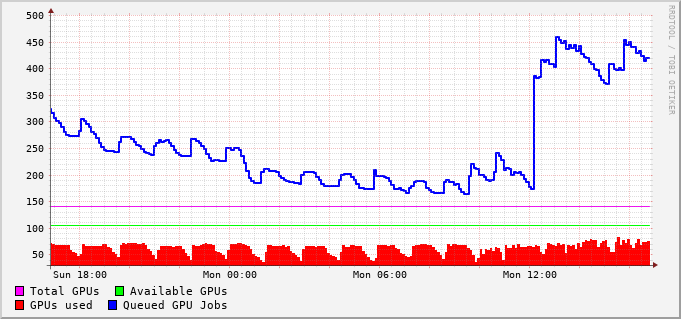 500
450
400
350
300
250
200
150
100
50
Sun 18:00 Mon 00:00 Mon 06:00 Mon 12:00
Total GPUs Available GPUs
GPUs used Queued GPU Jobs
RRDTOOL / TOBI OETIKER